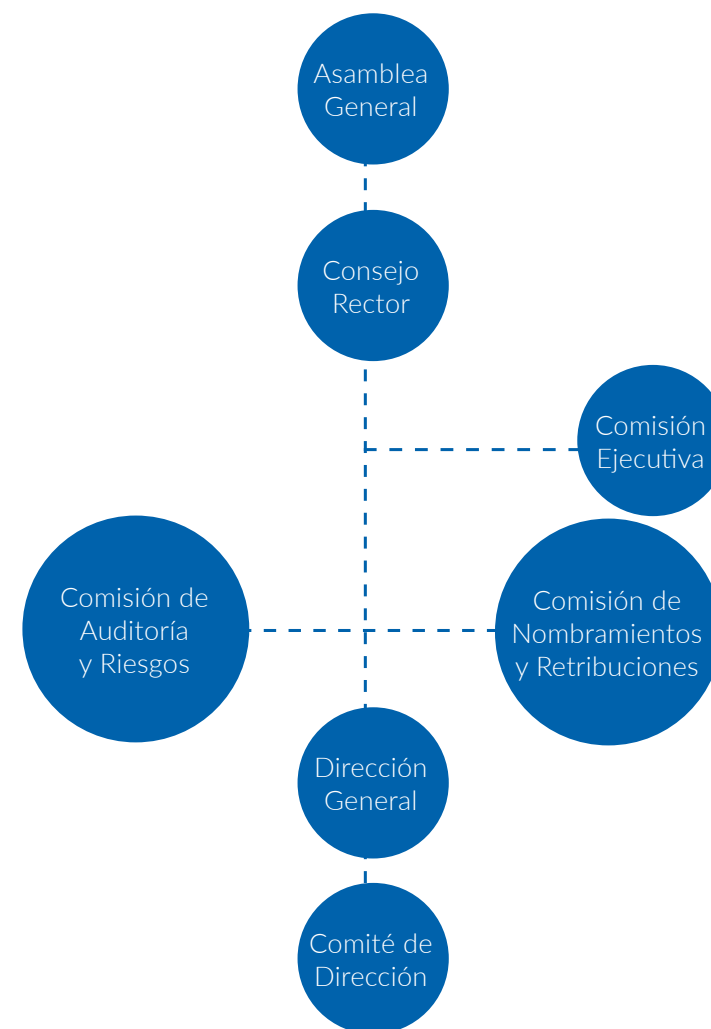 Asamblea
General
Consejo
Rector
Comisión
Ejecutiva
Comisión de
Auditoría
y Riesgos
Comisión de
Nombramientos
y Retribuciones
Dirección
General
Comité de
Dirección